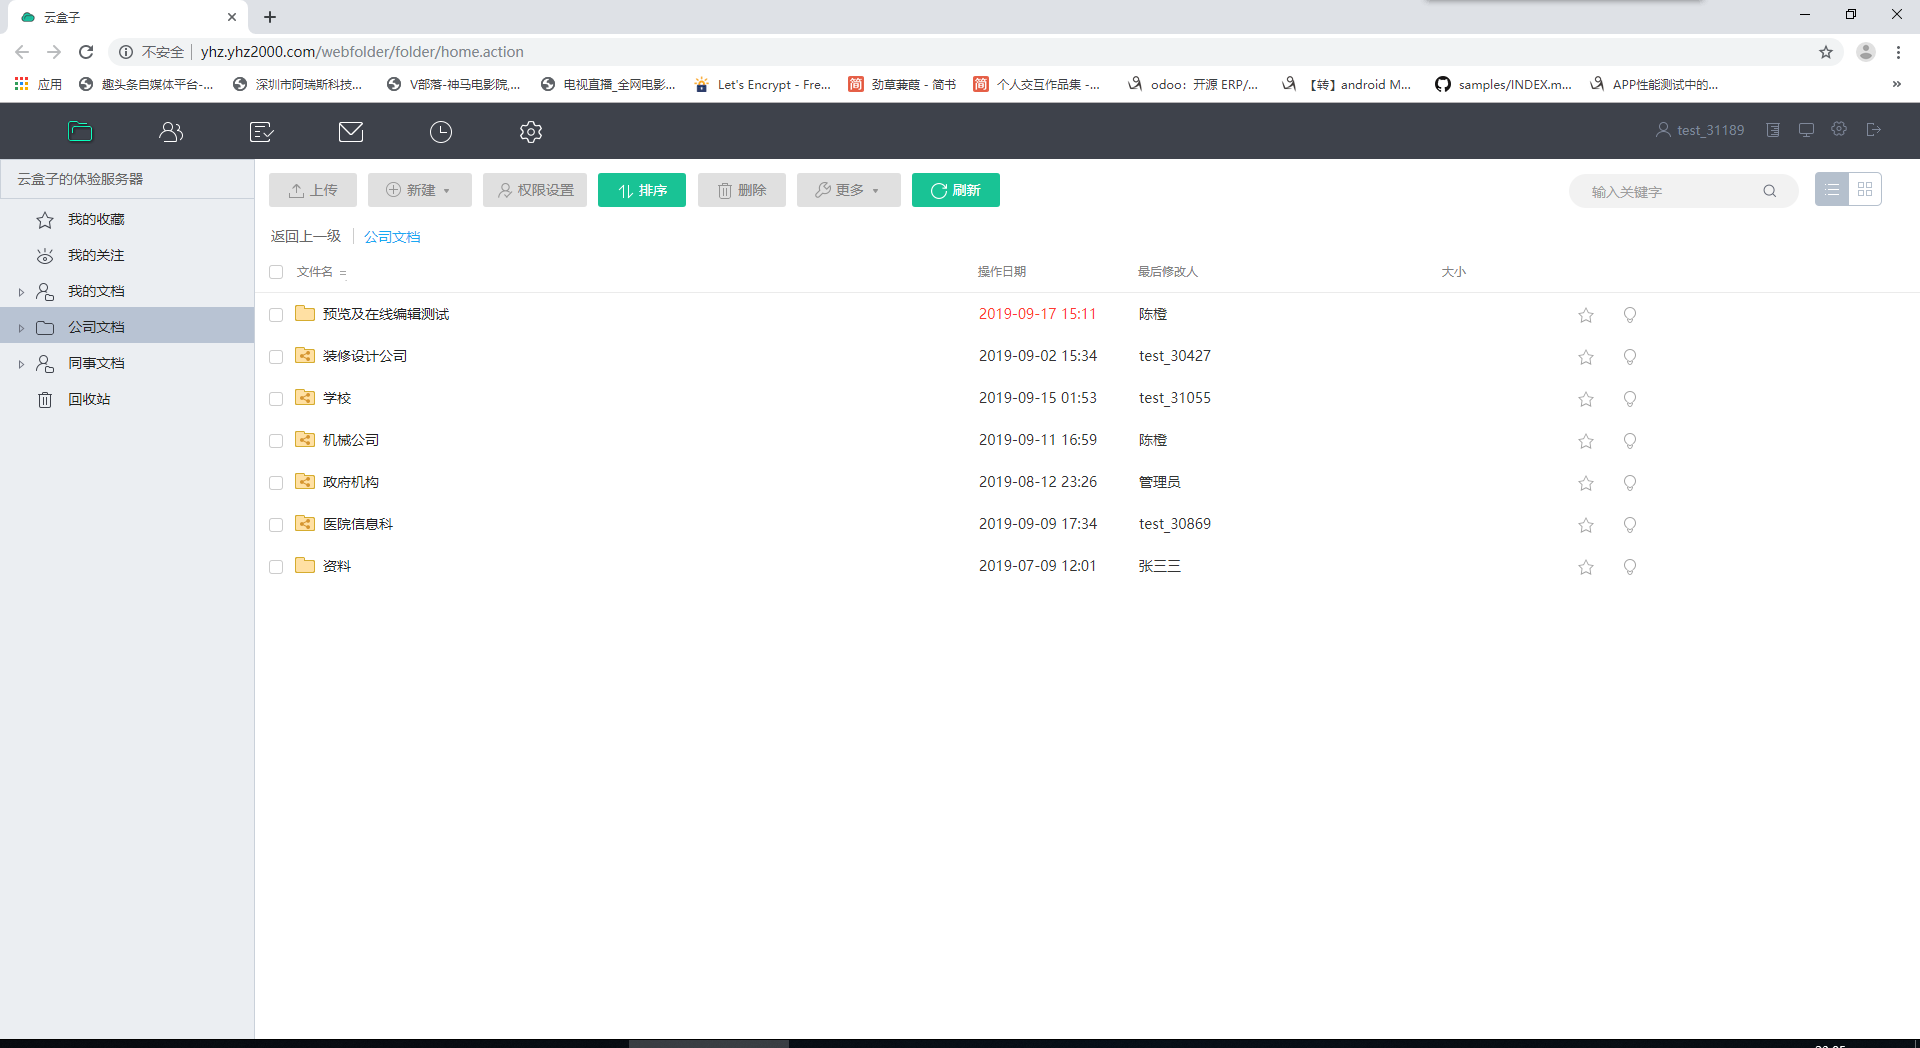 云盒子
不安全 yhz.yhz2000.com/webfolder/folder/home.action
应用 趣头条自媒体平台-... 深圳市阿瑞斯科技... V部落-神马电影院,... 电视直播_全网电影... Let's Encrypt - Fre... 简 劲草蒹葭 - 简书 简 个人交互作品集 -... odoo：开源 ERP/... 【转】android M... samples/INDEX.m... APP性能测试中的... »
test_31189
云盒子的体验服务器
我的收藏
我的关注
我的文档
公司文档
同事文档
回收站
上传 新建 权限设置 排序 删除 更多 刷新 输入关键字
返回上一级 公司文档
文件名 操作日期 最后修改人 大小
预览及在线编辑测试 2019-09-17 15:11 陈橙
装修设计公司 2019-09-02 15:34 test_30427
学校 2019-09-15 01:53 test_31055
机械公司 2019-09-11 16:59 陈橙
政府机构 2019-08-12 23:26 管理员
医院信息科 2019-09-09 17:34 test_30869
资料 2019-07-09 12:01 张三三